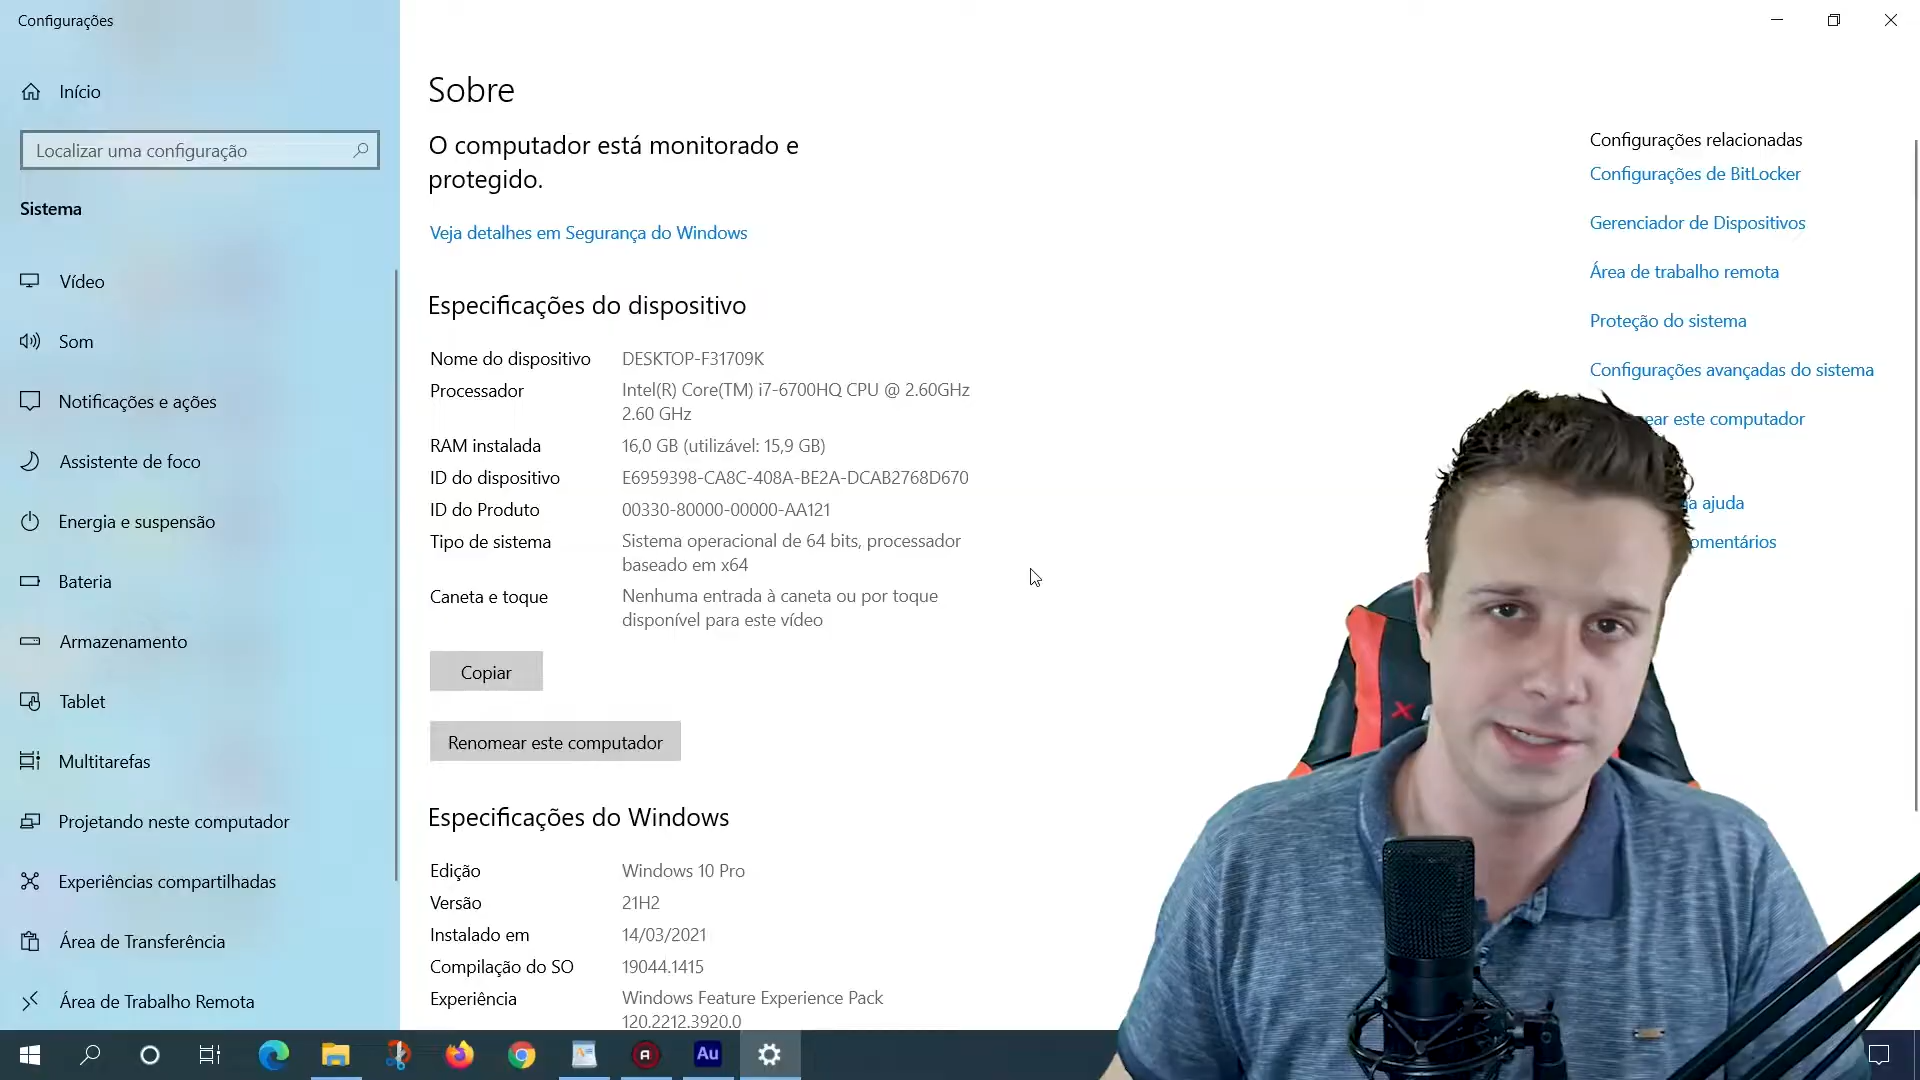 Configurações
Início
Localizar uma configuração
Sistema
Vídeo
Som
Notificações e ações
Assistente de foco
Energia e suspensão
Bateria
Armazenamento
Tablet
Multitarefas
Projetando neste computador
Experiências compartilhadas
Área de Transferência
Área de Trabalho Remota
Sobre
O computador está monitorado e
protegido.
Veja detalhes em Segurança do Windows
Especificações do dispositivo
Nome do dispositivo DESKTOP-F31709K
Processador Intel(R) Core(TM) i7-6700HQ CPU @ 2.60GHz
2.60 GHz
RAM instalada 16,0 GB (utilizável: 15,9 GB)
ID do dispositivo E6959398-CA8C-408A-BE2A-DCAB2768D670
ID do Produto 00330-80000-00000-AA121
Tipo de sistema Sistema operacional de 64 bits, processador
baseado em x64
Caneta e toque Nenhuma entrada à caneta ou por toque
disponível para este vídeo
Copiar
Renomear este computador
Especificações do Windows
Edição Windows 10 Pro
Versão 21H2
Instalado em 14/03/2021
Compilação do SO 19044.1415
Experiência Windows Feature Experience Pack
120.2212.3920.0
Configurações relacionadas
Configurações de BitLocker
Gerenciador de Dispositivos
Área de trabalho remota
Proteção do sistema
Configurações avançadas do sistema
este computador
ajuda
Au